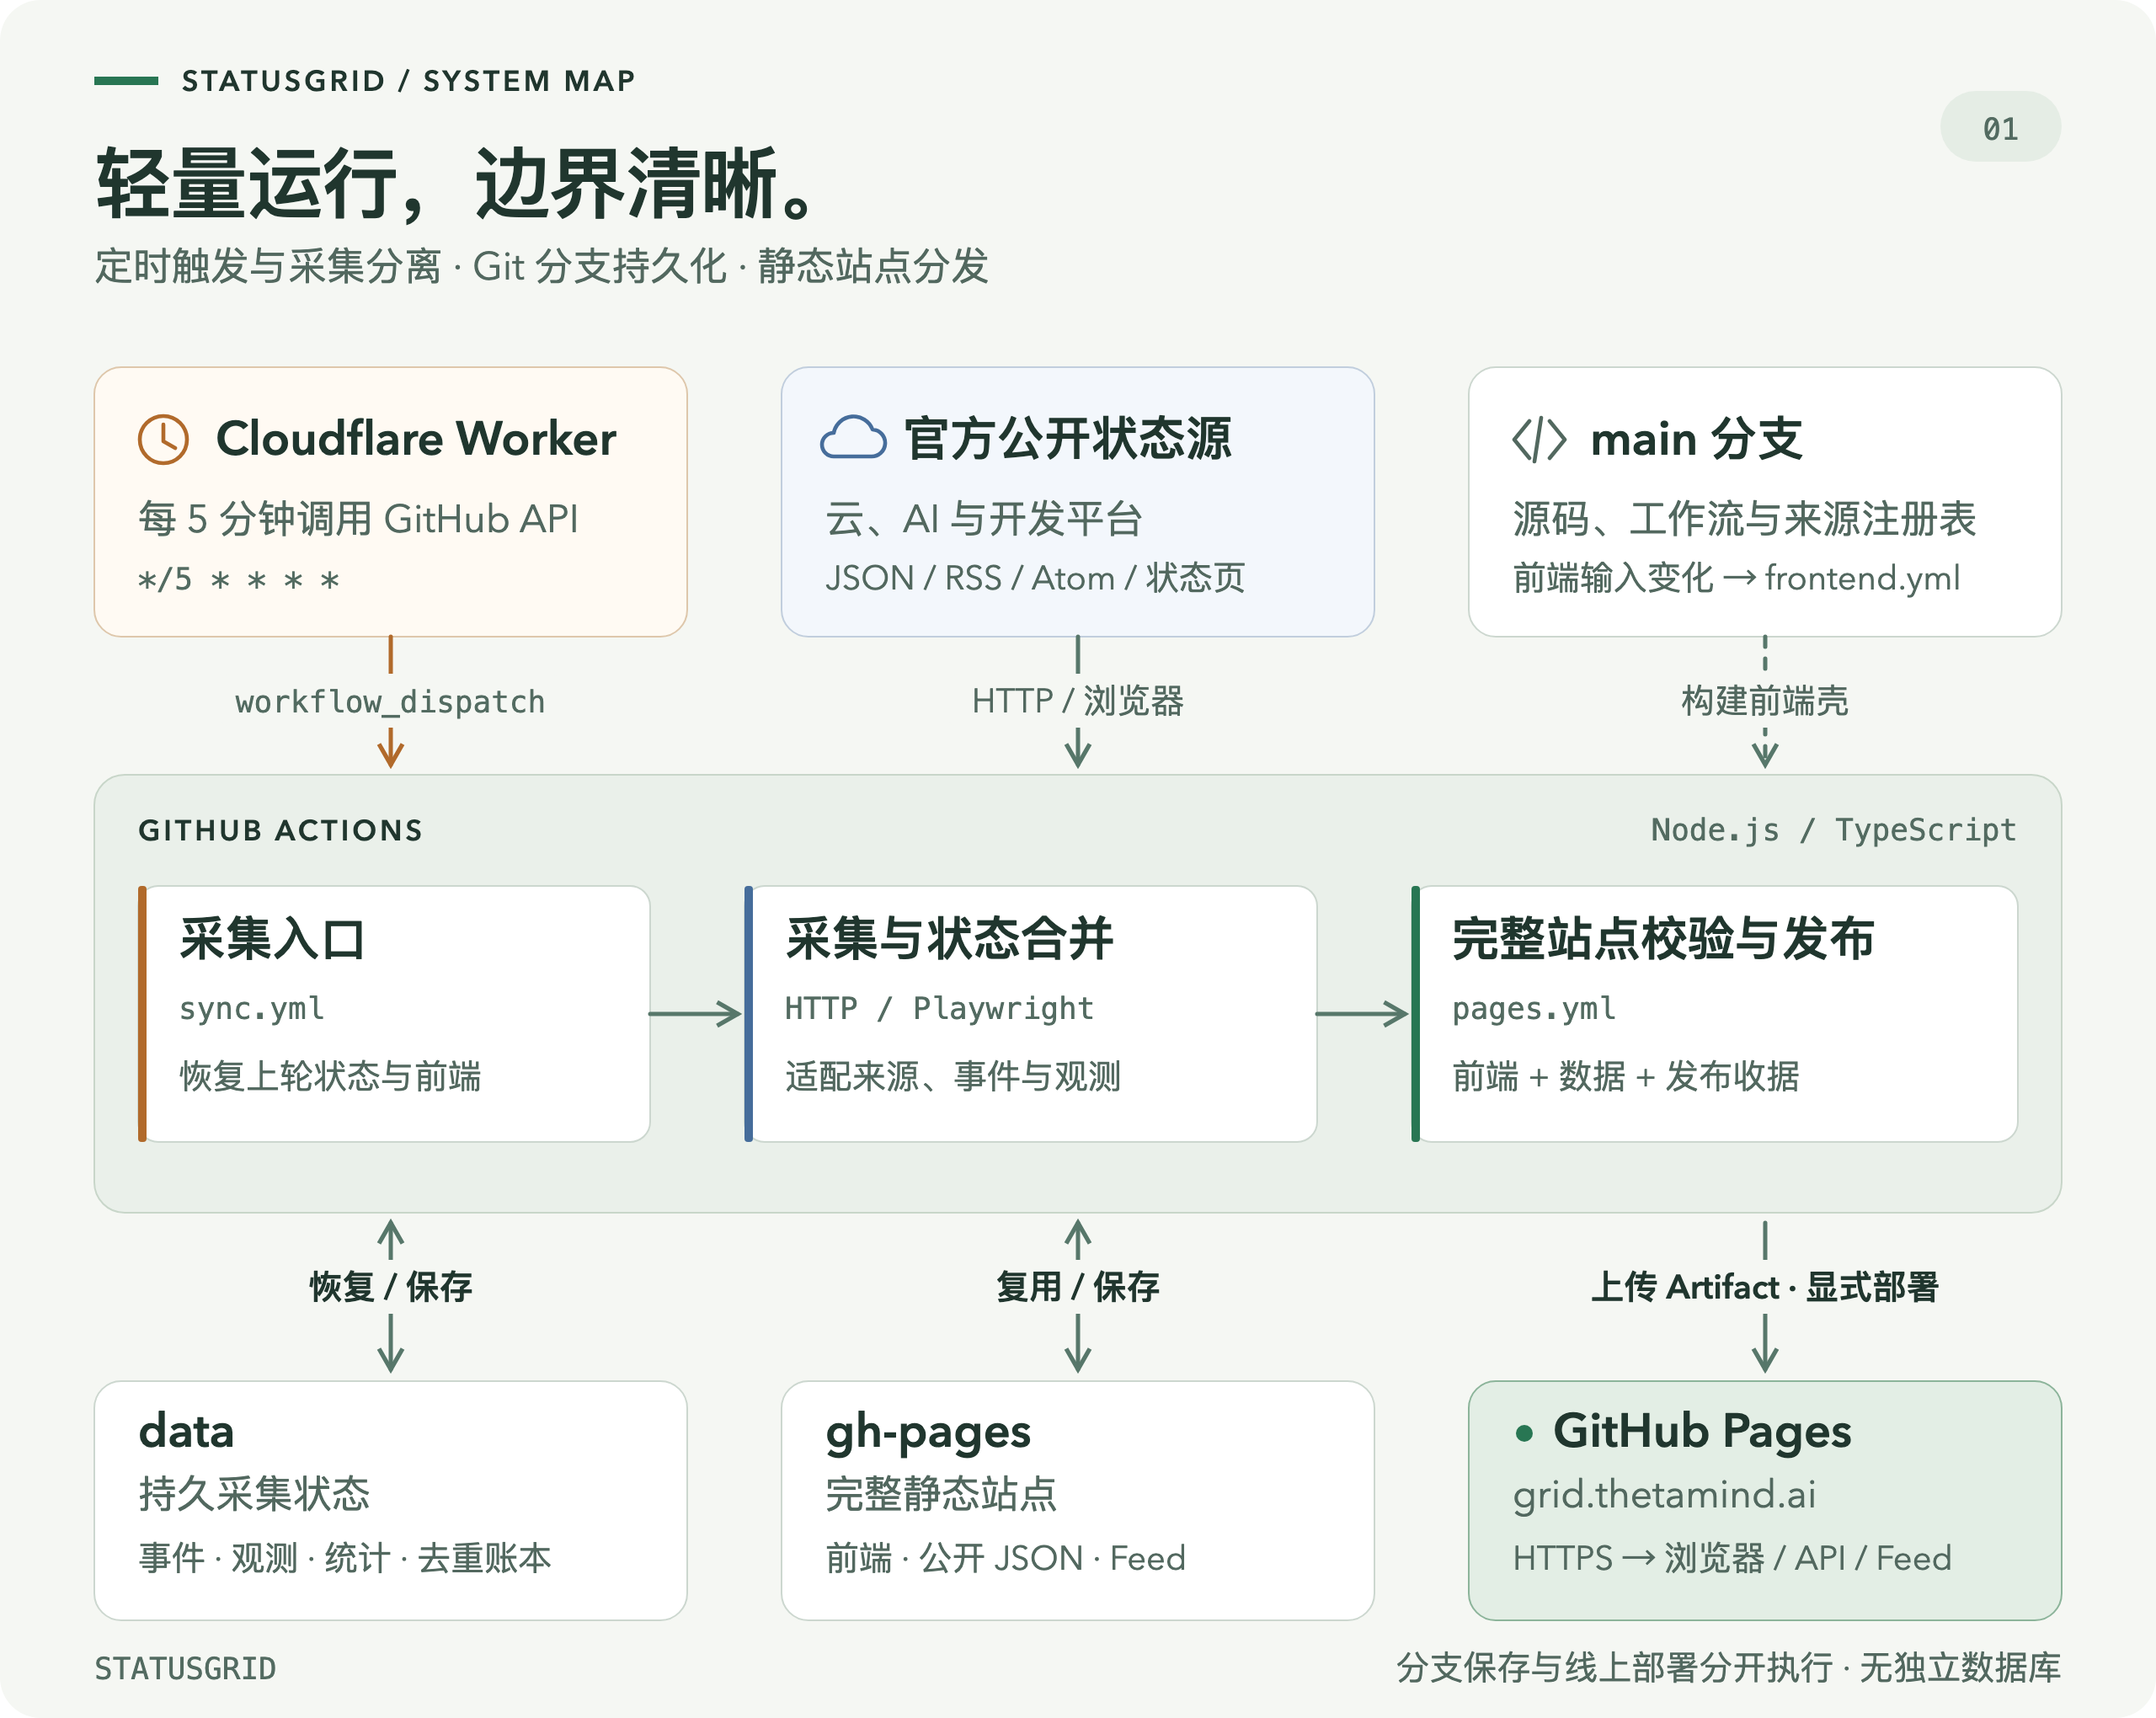 STATUSGRID / SYSTEM MAP
01
轻量运行，边界清晰。
定时触发与采集分离 · Git 分支持久化 · 静态站点分发
Cloudflare Worker
每 5 分钟调用 GitHub API
*/5 * * * *
官方公开状态源
云、AI 与开发平台
JSON / RSS / Atom / 状态页
main 分支
源码、工作流与来源注册表
前端输入变化 → frontend.yml
workflow_dispatch
HTTP / 浏览器
构建前端壳
GITHUB ACTIONS
Node.js / TypeScript
采集入口
sync.yml
恢复上轮状态与前端
采集与状态合并
HTTP / Playwright
适配来源、事件与观测
完整站点校验与发布
pages.yml
前端 + 数据 + 发布收据
恢复 / 保存
复用 / 保存
上传 Artifact · 显式部署
data
持久采集状态
事件 · 观测 · 统计 · 去重账本
gh-pages
完整静态站点
前端 · 公开 JSON · Feed
GitHub Pages
grid.thetamind.ai
HTTPS → 浏览器 / API / Feed
STATUSGRID
分支保存与线上部署分开执行 · 无独立数据库